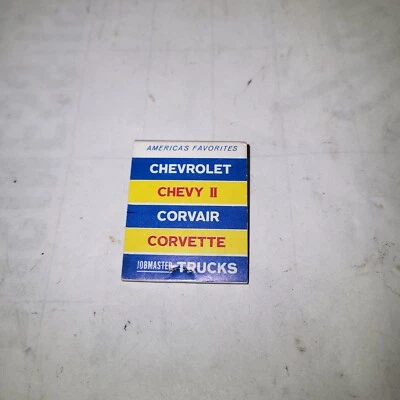 AMERICA'S FAVORITES
CHEVROLET
CHEVY II
CORVAIR
CORVETTE
JOBMASTER TRUCKS